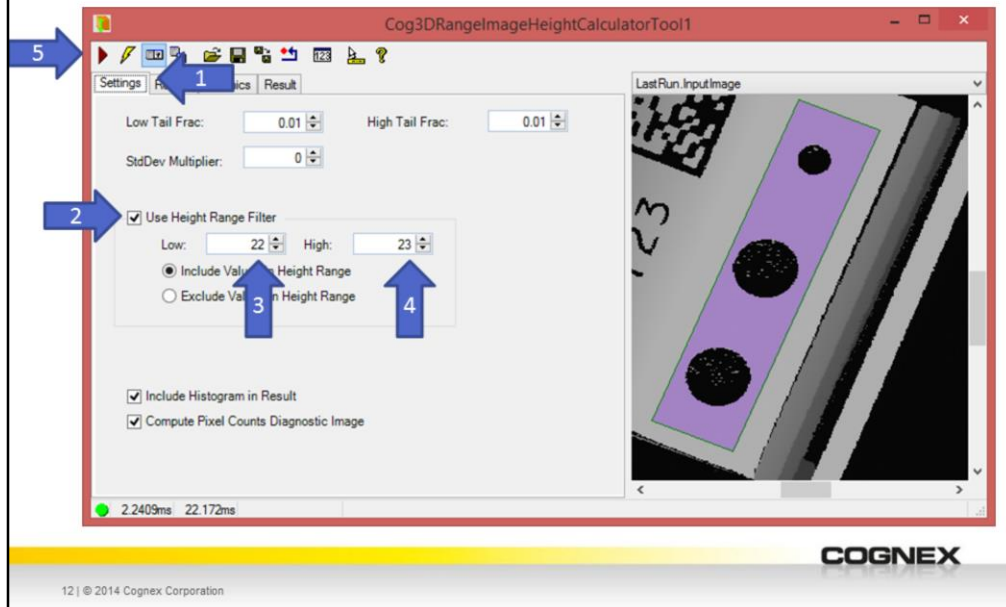 Cog3DRangeImageHeightCalculatorTool1
5
1
Settings Result
LastRun.InputImage
Low Tail Frac: 0.01 High Tail Frac: 0.01
StdDev Multiplier: 0
2
Use Height Range Filter
Low: 22 High: 23
Include Height Range
Exclude Height Range
3 4
123
Include Histogram in Result
Compute Pixel Counts Diagnostic Image
2.2409ms 22.172ms
COGNEX
12 | © 2014 Cognex Corporation